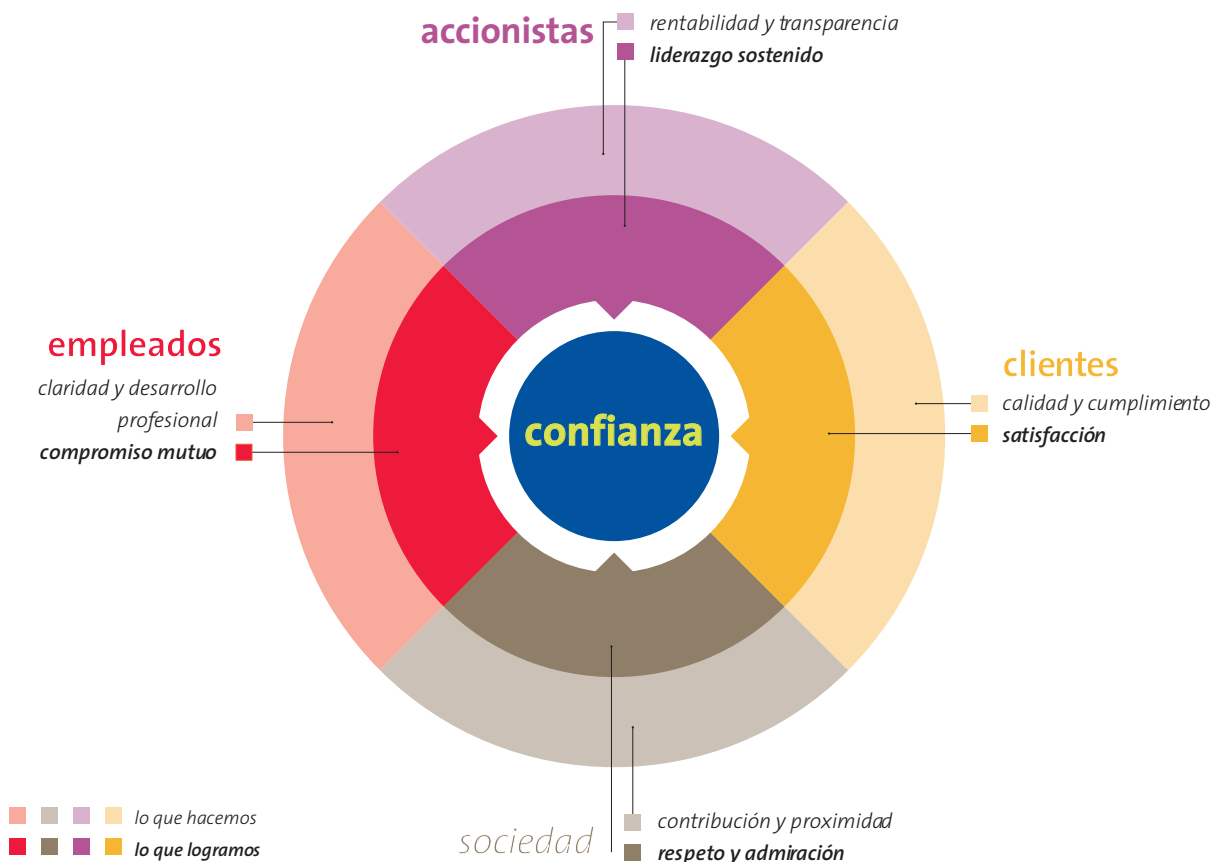 accionistas
rentabilidad y transparencia
liderazgo sostenido
empleados
claridad y desarrollo
profesional
compromiso mutuo
confianza
clientes
calidad y cumplimiento
satisfacción
lo que hacemos
lo que logramos
sociedad
contribución y proximidad
respeto y admiración